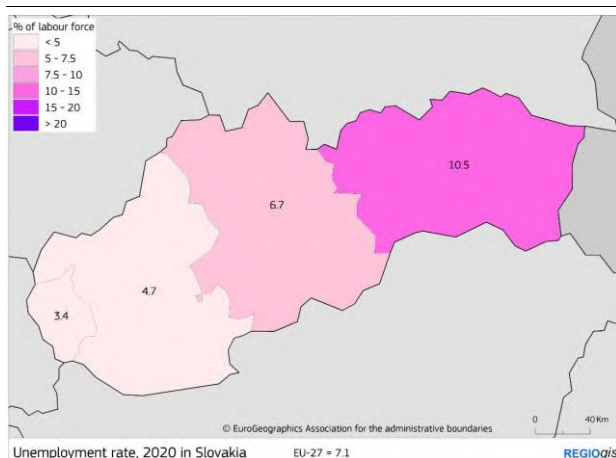 % of labour force
< 5
5 - 7.5
7.5 - 10
10 - 15
15 - 20
> 20
10.5
6.7
4.7
3.4
© EuroGeographics Association for the administrative boundaries
0 40 Km
Unemployment rate, 2020 in Slovakia EU-27 = 7.1 REGIOgis